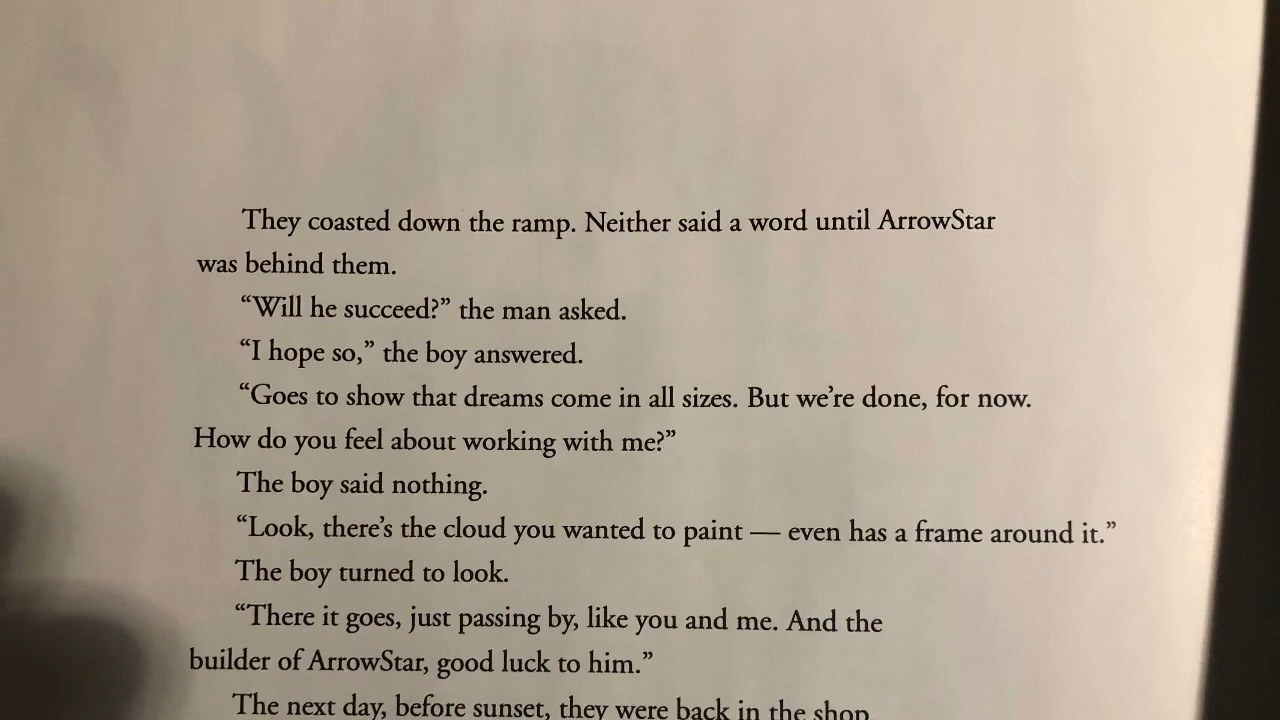 They coasted down the ramp. Neither said a word until ArrowStar
was behind them.
“Will he succeed?” the man asked.
“I hope so,” the boy answered.
“Goes to show that dreams come in all sizes. But we’re done, for now.
How do you feel about working with me?”
The boy said nothing.
“Look, there’s the cloud you wanted to paint — even has a frame around it.”
The boy turned to look.
“There it goes, just passing by, like you and me. And the
builder of ArrowStar, good luck to him.”
The next day, before sunset, they were back in the shop